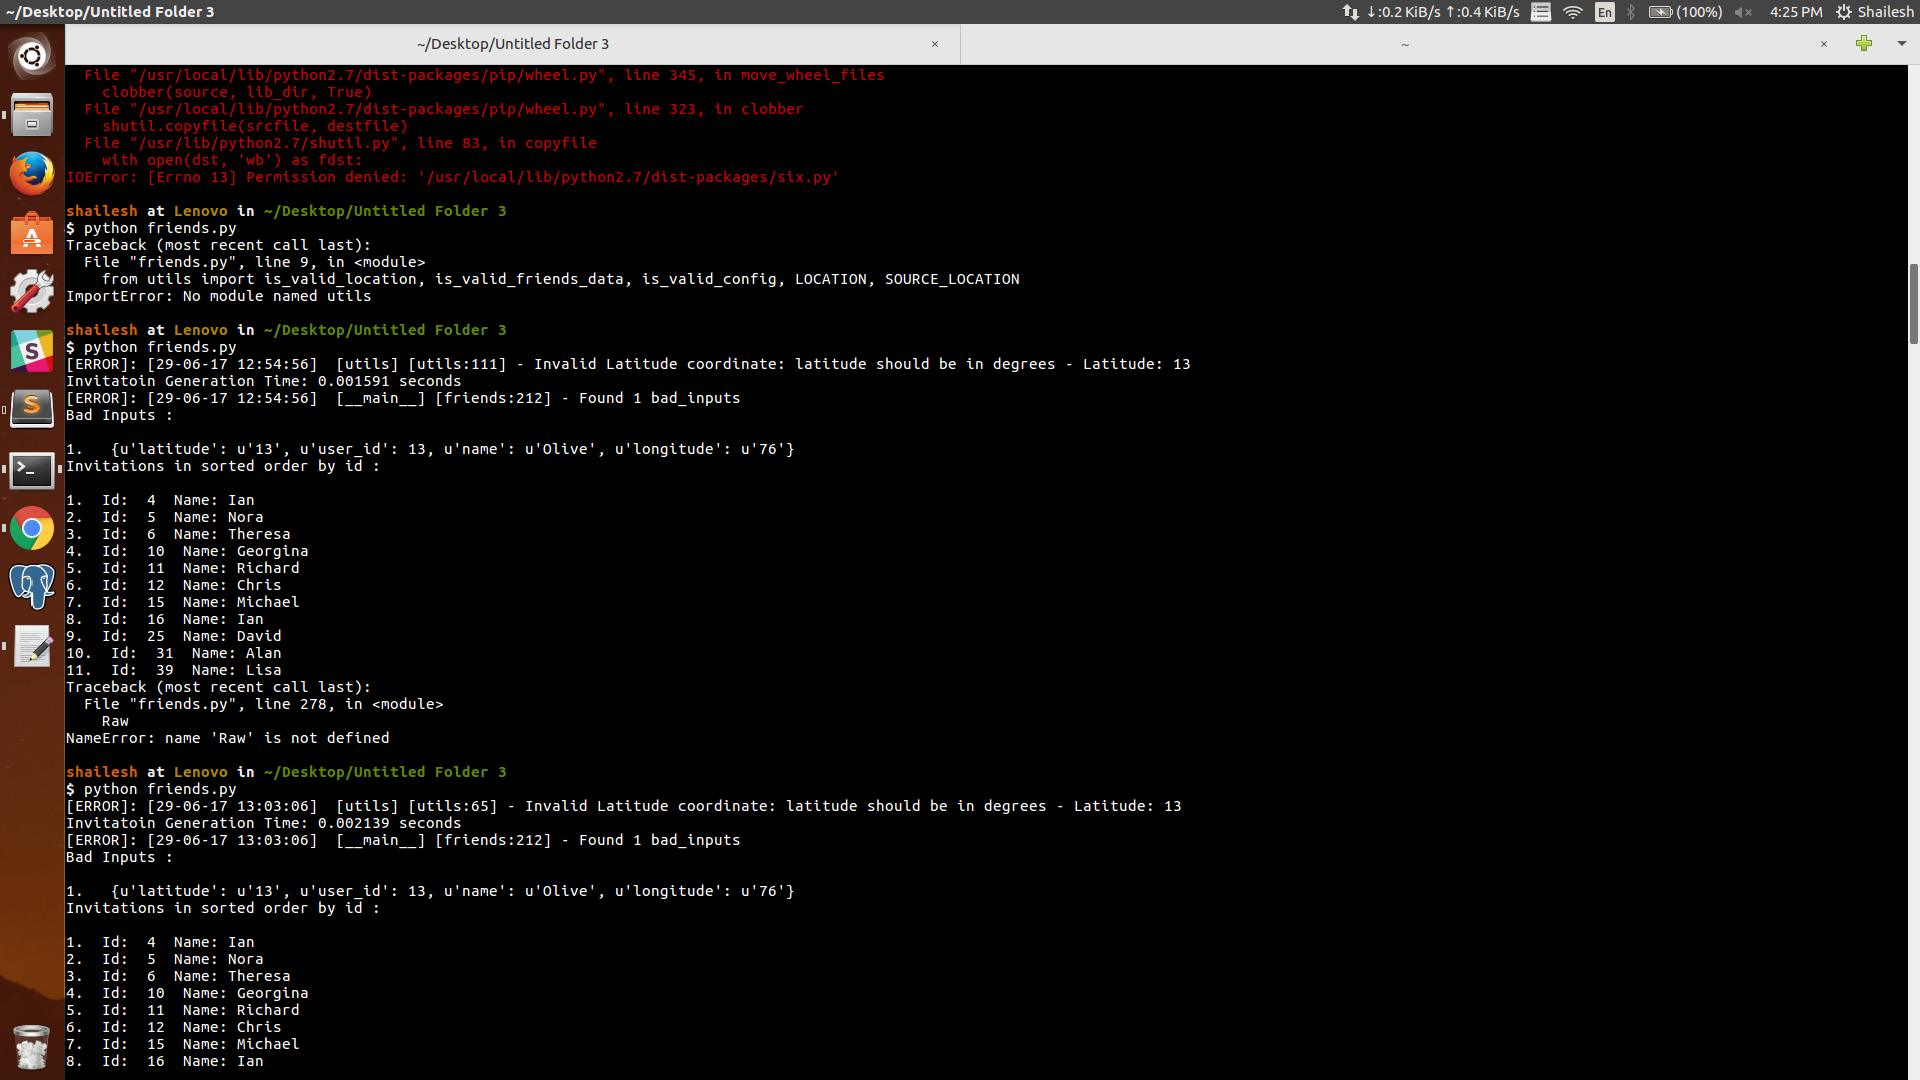 ~/Desktop/Untitled Folder 3
↓:0.2 KiB/s ↑:0.4 KiB/s En (100%) 4:25 PM Shailesh
~/Desktop/Untitled Folder 3 × ~ ×
File "/usr/local/lib/python2.7/dist-packages/pip/wheel.py", line 345, in move_wheel_files
clobber(source, lib_dir, True)
File "/usr/local/lib/python2.7/dist-packages/pip/wheel.py", line 323, in clobber
shutil.copyfile(srcfile, destfile)
File "/usr/lib/python2.7/shutil.py", line 83, in copyfile
with open(dst, 'wb') as fdst:
IOError: [Errno 13] Permission denied: '/usr/local/lib/python2.7/dist-packages/six.py'
shailesh at Lenovo in ~/Desktop/Untitled Folder 3
$ python friends.py
Traceback (most recent call last):
File "friends.py", line 9, in <module>
from utils import is_valid_location, is_valid_friends_data, is_valid_config, LOCATION, SOURCE_LOCATION
ImportError: No module named utils
shailesh at Lenovo in ~/Desktop/Untitled Folder 3
$ python friends.py
[ERROR]: [29-06-17 12:54:56]  [utils] [utils:111] - Invalid Latitude coordinate: latitude should be in degrees - Latitude: 13
Invitatoin Generation Time: 0.001591 seconds
[ERROR]: [29-06-17 12:54:56]  [__main__] [friends:212] - Found 1 bad_inputs
Bad Inputs :
1.   {u'latitude': u'13', u'user_id': 13, u'name': u'Olive', u'longitude': u'76'}
Invitations in sorted order by id :
1.  Id:  4  Name: Ian
2.  Id:  5  Name: Nora
3.  Id:  6  Name: Theresa
4.  Id:  10  Name: Georgina
5.  Id:  11  Name: Richard
6.  Id:  12  Name: Chris
7.  Id:  15  Name: Michael
8.  Id:  16  Name: Ian
9.  Id:  25  Name: David
10.  Id:  31  Name: Alan
11.  Id:  39  Name: Lisa
Traceback (most recent call last):
File "friends.py", line 278, in <module>
Raw
NameError: name 'Raw' is not defined
shailesh at Lenovo in ~/Desktop/Untitled Folder 3
$ python friends.py
[ERROR]: [29-06-17 13:03:06]  [utils] [utils:65] - Invalid Latitude coordinate: latitude should be in degrees - Latitude: 13
Invitatoin Generation Time: 0.002139 seconds
[ERROR]: [29-06-17 13:03:06]  [__main__] [friends:212] - Found 1 bad_inputs
Bad Inputs :
1.   {u'latitude': u'13', u'user_id': 13, u'name': u'Olive', u'longitude': u'76'}
Invitations in sorted order by id :
1.  Id:  4  Name: Ian
2.  Id:  5  Name: Nora
3.  Id:  6  Name: Theresa
4.  Id:  10  Name: Georgina
5.  Id:  11  Name: Richard
6.  Id:  12  Name: Chris
7.  Id:  15  Name: Michael
8.  Id:  16  Name: Ian